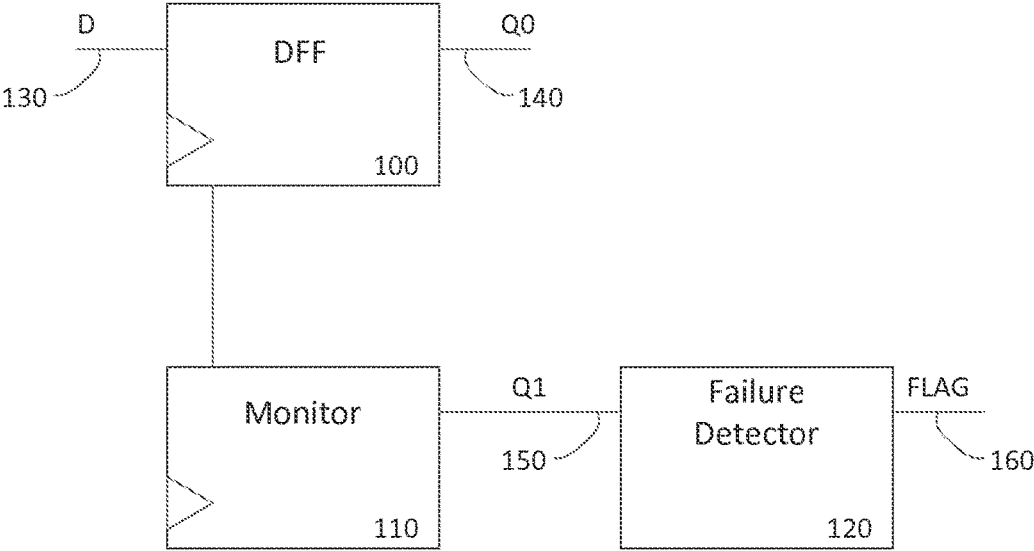 D
DFF
Q0
130
140
100
Monitor
Q1
Failure
Detector
FLAG
150
160
110
120